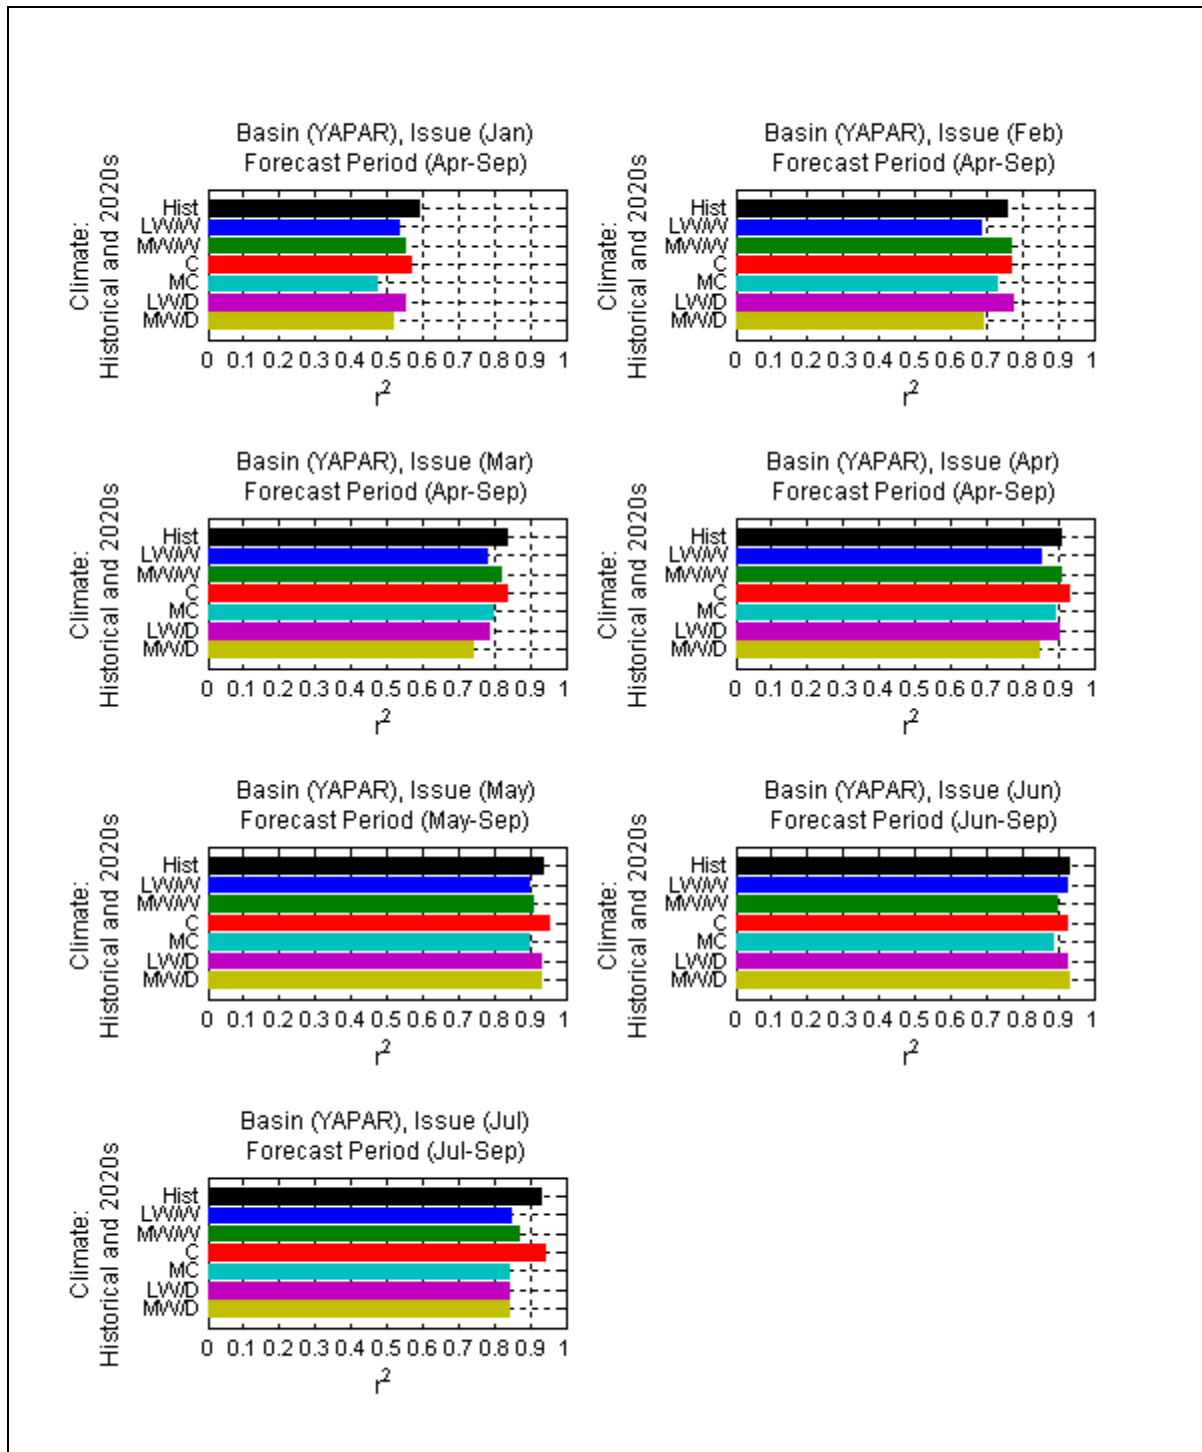 Basin (YAPAR), Issue (Jan)
Forecast Period (Apr-Sep)
Climate:
Historical and 2020s
Hist
LW/W
MW/W
C
MC
LW/D
MW/D
0 0.1 0.2 0.3 0.4 0.5 0.6 0.7 0.8 0.9 1
r²
Basin (YAPAR), Issue (Feb)
Forecast Period (Apr-Sep)
Climate:
Historical and 2020s
Hist
LW/W
MW/W
C
MC
LW/D
MW/D
0 0.1 0.2 0.3 0.4 0.5 0.6 0.7 0.8 0.9 1
r²
Basin (YAPAR), Issue (Mar)
Forecast Period (Apr-Sep)
Climate:
Historical and 2020s
Hist
LW/W
MW/W
C
MC
LW/D
MW/D
0 0.1 0.2 0.3 0.4 0.5 0.6 0.7 0.8 0.9 1
r²
Basin (YAPAR), Issue (Apr)
Forecast Period (Apr-Sep)
Climate:
Historical and 2020s
Hist
LW/W
MW/W
C
MC
LW/D
MW/D
0 0.1 0.2 0.3 0.4 0.5 0.6 0.7 0.8 0.9 1
r²
Basin (YAPAR), Issue (May)
Forecast Period (May-Sep)
Climate:
Historical and 2020s
Hist
LW/W
MW/W
C
MC
LW/D
MW/D
0 0.1 0.2 0.3 0.4 0.5 0.6 0.7 0.8 0.9 1
r²
Basin (YAPAR), Issue (Jun)
Forecast Period (Jun-Sep)
Climate:
Historical and 2020s
Hist
LW/W
MW/W
C
MC
LW/D
MW/D
0 0.1 0.2 0.3 0.4 0.5 0.6 0.7 0.8 0.9 1
r²
Basin (YAPAR), Issue (Jul)
Forecast Period (Jul-Sep)
Climate:
Historical and 2020s
Hist
LW/W
MW/W
C
MC
LW/D
MW/D
0 0.1 0.2 0.3 0.4 0.5 0.6 0.7 0.8 0.9 1
r²